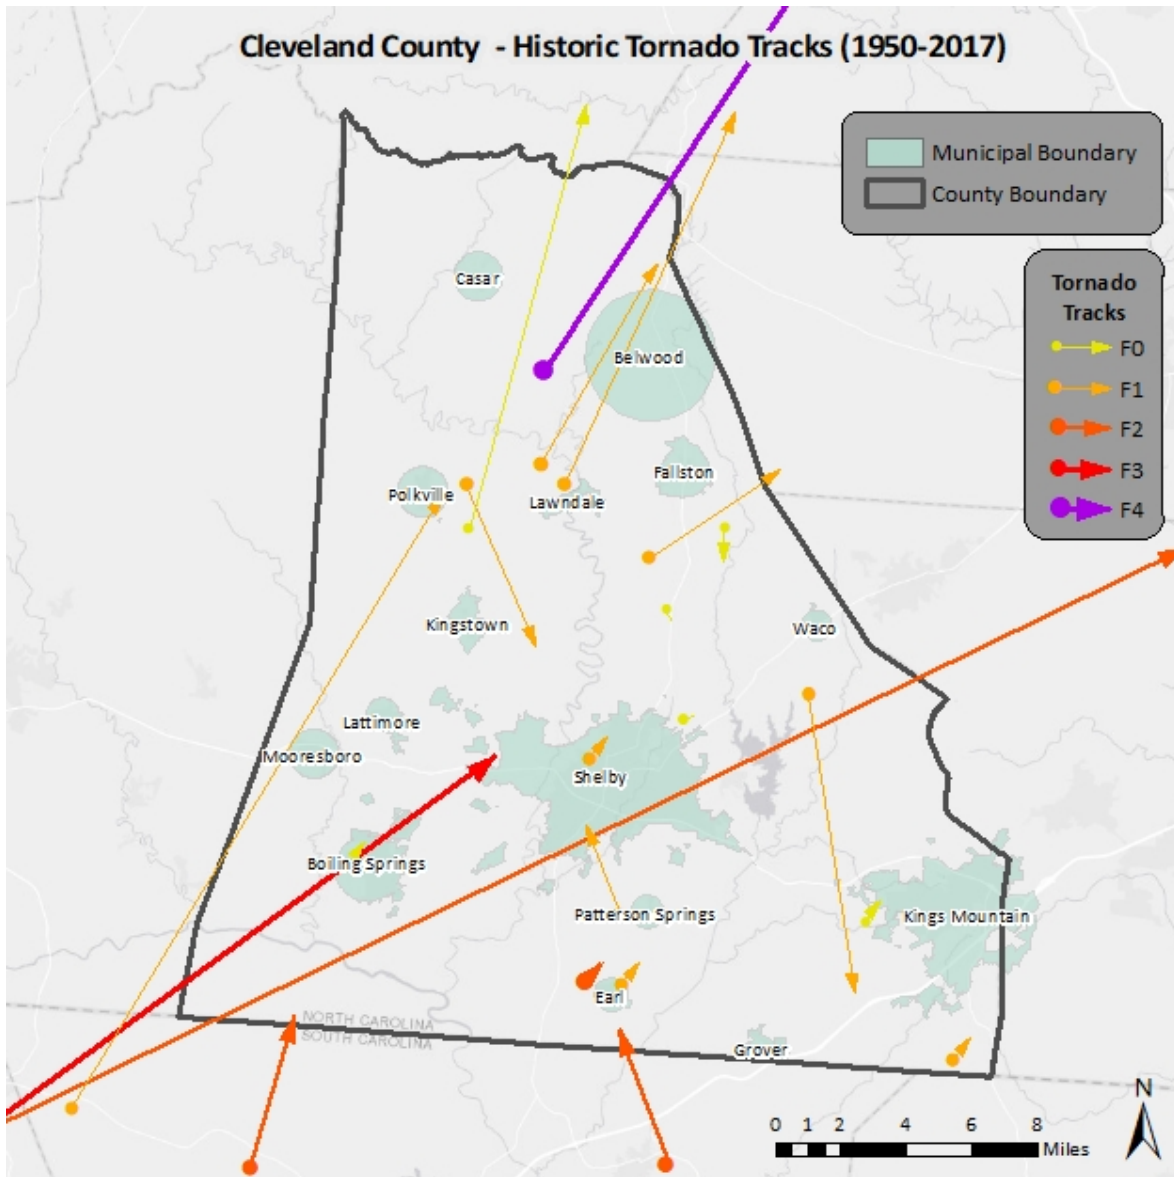 Cleveland County - Historic Tornado Tracks (1950-2017)
Municipal Boundary
County Boundary
Tornado
Tracks
F0
F1
F2
F3
F4
Casar
Belwood
Fallston
Polkville
Lawndale
Kingstown
Waco
Lattimore
Mooresboro
Shelby
Boiling Springs
Patterson Springs
Kings Mountain
Earl
NORTH CAROLINA
SOUTH CAROLINA
Grover
N
0 1 2 4 6 8
Miles